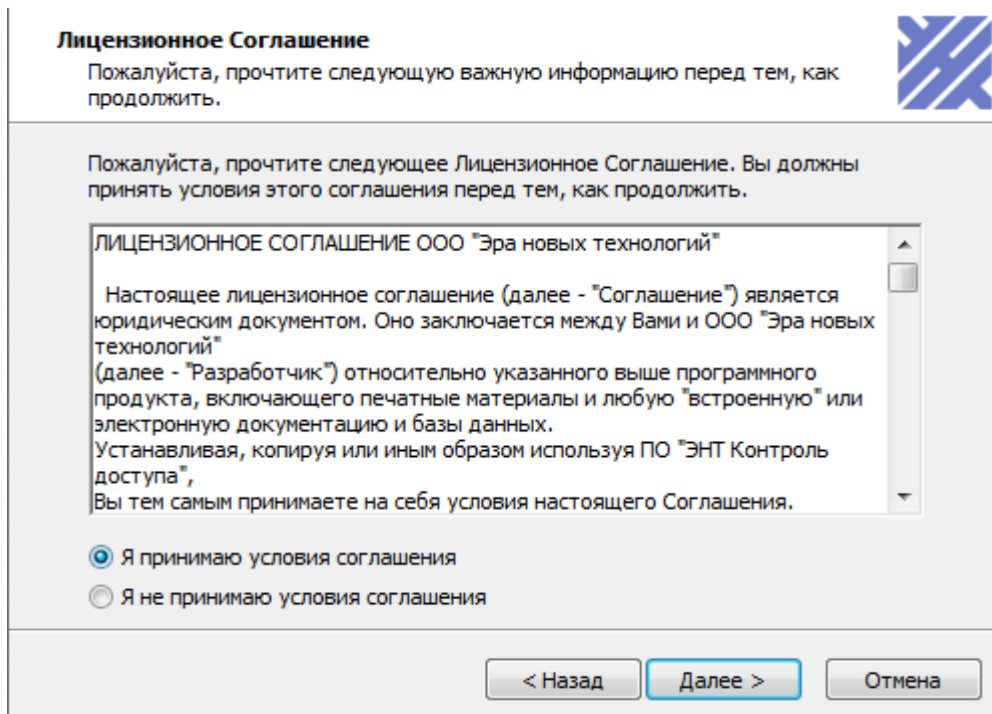 Лицензионное Соглашение
Пожалуйста, прочтите следующую важную информацию перед тем, как
продолжить.
Пожалуйста, прочтите следующее Лицензионное Соглашение. Вы должны
принять условия этого соглашения перед тем, как продолжить.
ЛИЦЕНЗИОННОЕ СОГЛАШЕНИЕ ООО "Эра новых технологий"
Настоящее лицензионное соглашение (далее - "Соглашение") является
юридическим документом. Оно заключается между Вами и ООО "Эра новых
технологий"
(далее - "Разработчик") относительно указанного выше программного
продукта, включающего печатные материалы и любую "встроенную" или
электронную документацию и базы данных.
Устанавливая, копируя или иным образом используя ПО "ЭНТ Контроль
доступа",
Вы тем самым принимаете на себя условия настоящего Соглашения.
Я принимаю условия соглашения
Я не принимаю условия соглашения
< Назад
Далее >
Отмена